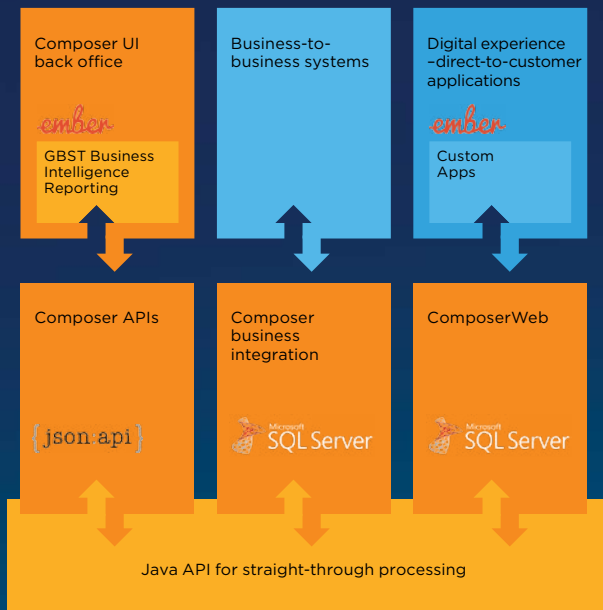 Composer UI
back office
ember
GBST Business
Intelligence
Reporting
Business-to-
business systems
Digital experience
–direct-to-customer
applications
ember
Custom
Apps
Composer APIs
{json:api}
Composer
business
integration
Microsoft
SQL Server
ComposerWeb
Microsoft
SQL Server
Java API for straight-through processing